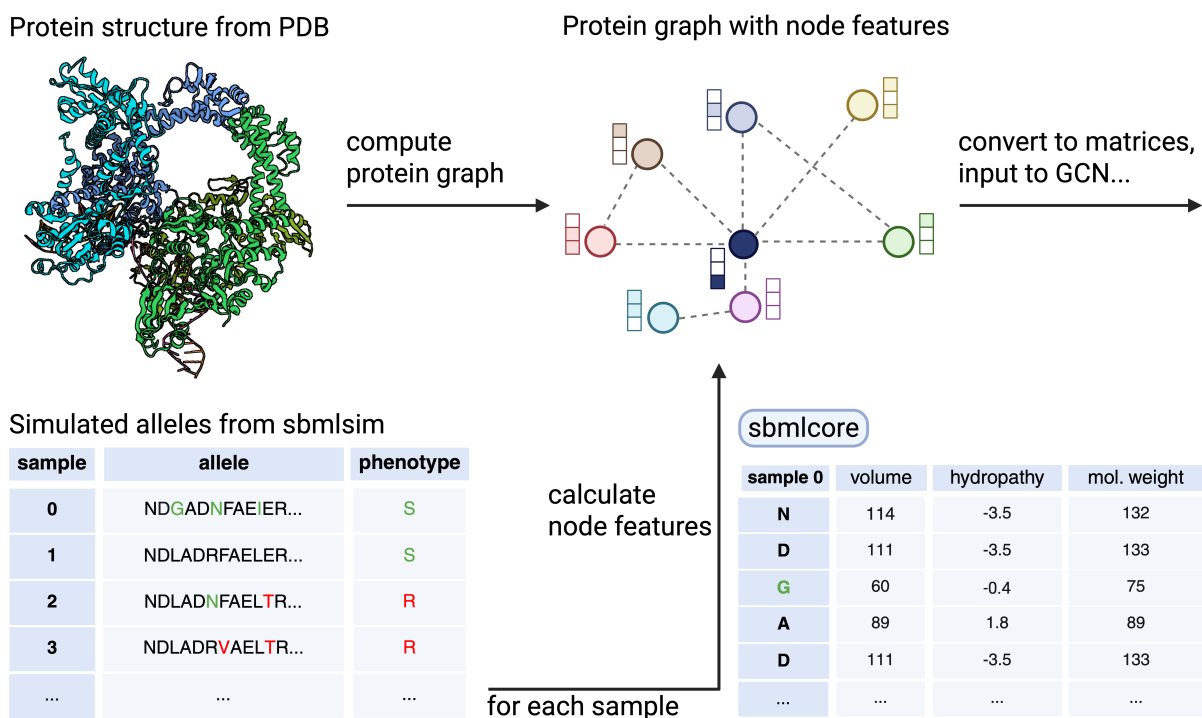 Protein structure from PDB
Protein graph with node features
compute
protein graph
convert to matrices,
input to GCN...
Simulated alleles from sbmlsim
sample allele phenotype
0 NDGADNFAEIER... S
1 NDLADRFAELER... S
2 NDLADNFAELTR... R
3 NDLADRVAELTR... R
... ... ...
for each sample
calculate
node features
sbmlcore
sample 0 volume hydropathy mol. weight
N 114 -3.5 132
D 111 -3.5 133
G 60 -0.4 75
A 89 1.8 89
D 111 -3.5 133
... ... ... ...